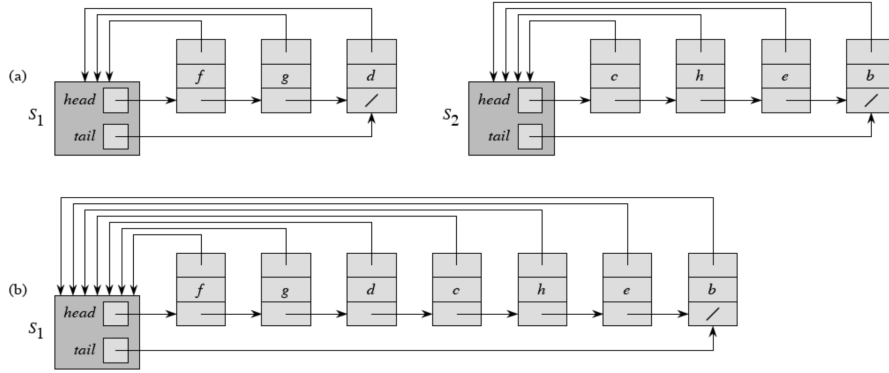 (a)
f g d
c h e b
S1 head
tail
S2 head
tail
(b)
f g d c h e b
S1 head
tail